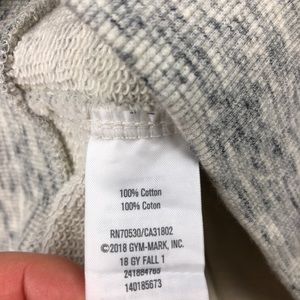 100% Cotton
100% Coton
RN70530/CA31802
©2018 GYM-MARK, INC.
18 GY FALL 1
241884765
140185673